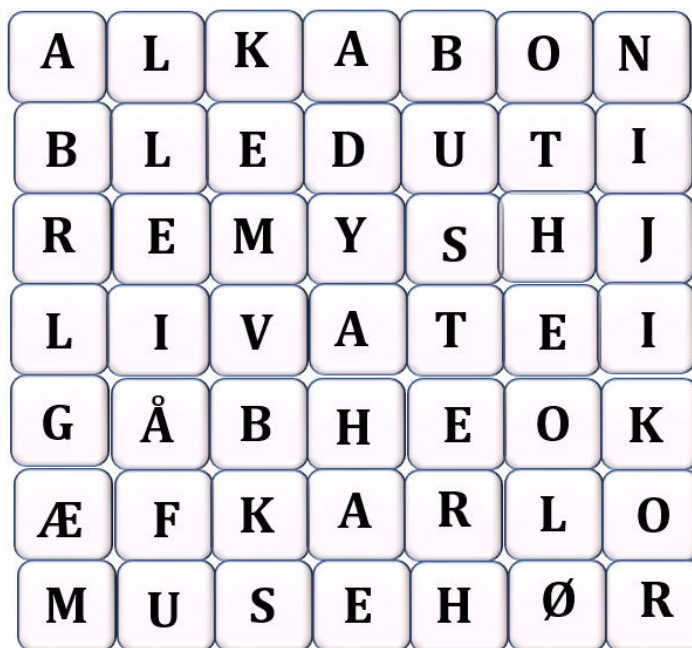 A L K A B O N
B L E D U T I
R E M Y S H J
L I V A T E I
G Å B H E O K
Æ F K A R L O
M U S E H Ø R